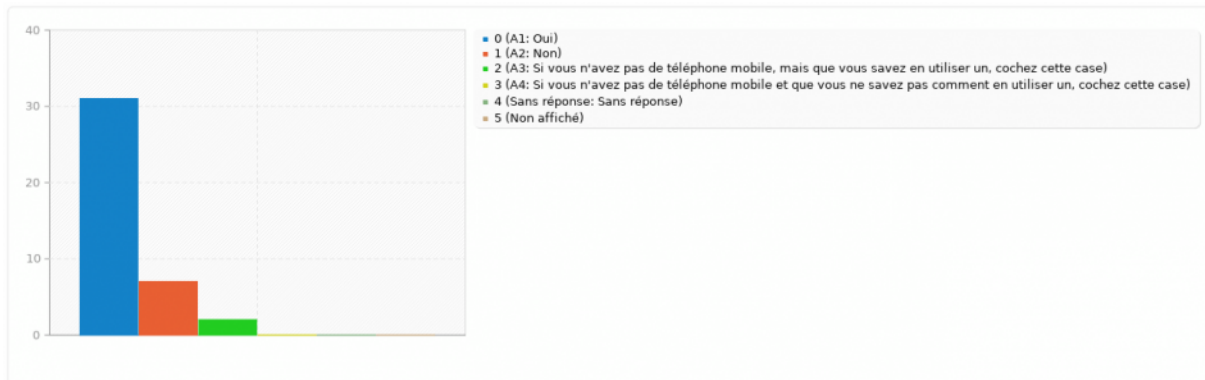 40
30
20
10
0
0 (A1: Oui)
1 (A2: Non)
2 (A3: Si vous n'avez pas de téléphone mobile, mais que vous savez en utiliser un, cochez cette case)
3 (A4: Si vous n'avez pas de téléphone mobile et que vous ne savez pas comment en utiliser un, cochez cette case)
4 (Sans réponse: Sans réponse)
5 (Non affiché)